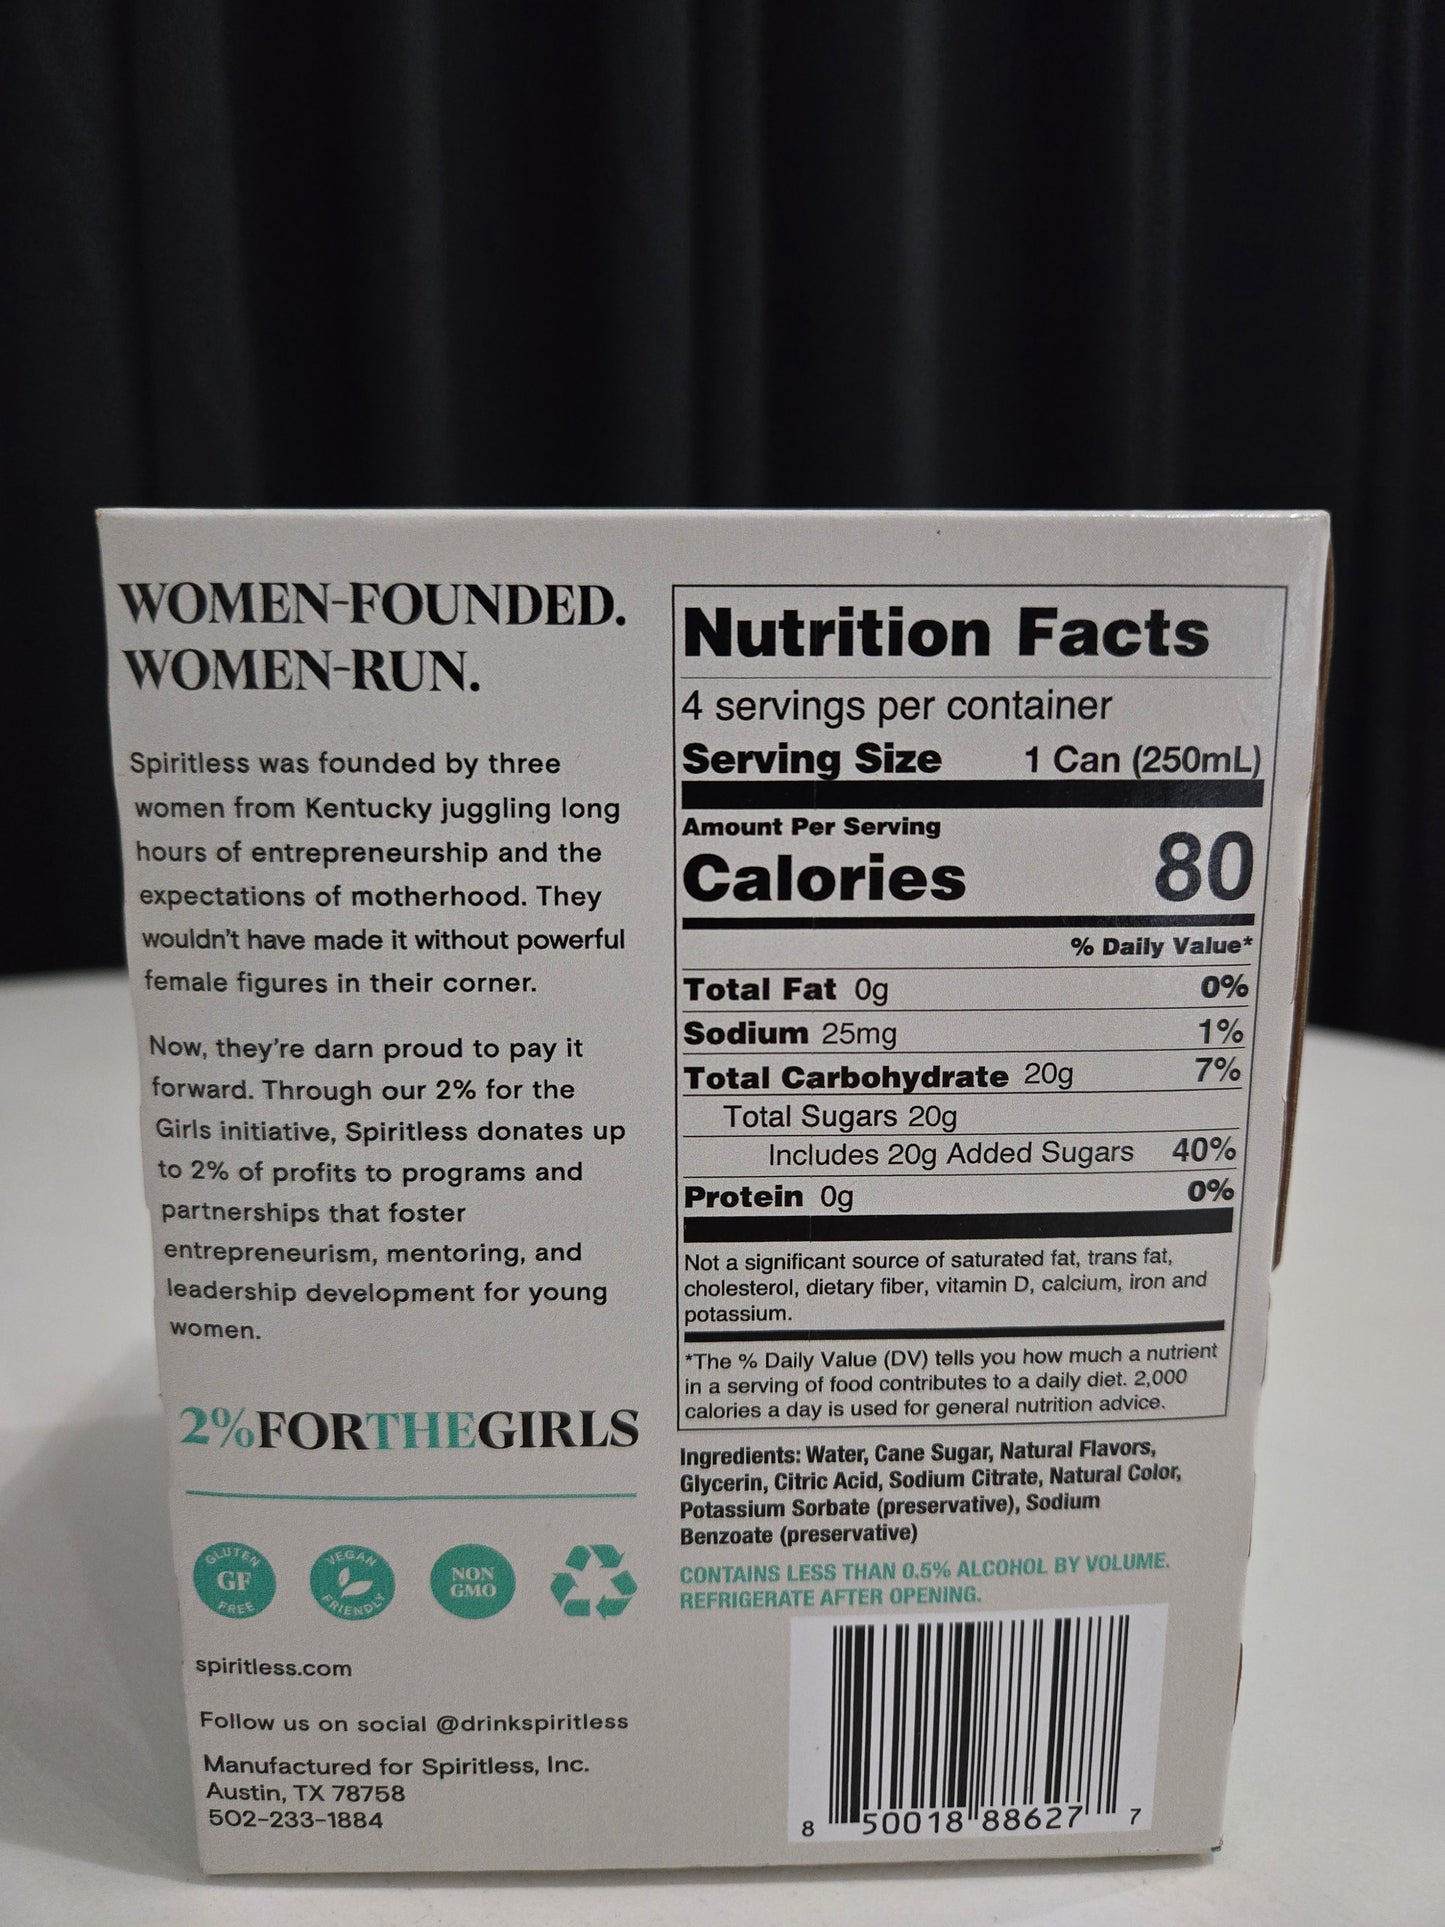 WOMEN-FOUNDED.
WOMEN-RUN.
Spiritless was founded by three
women from Kentucky juggling long
hours of entrepreneurship and the
expectations of motherhood. They
wouldn't have made it without powerful
female figures in their corner.
Now, they're darn proud to pay it
forward. Through our 2% for the
Girls initiative, Spiritless donates up
to 2% of profits to programs and
partnerships that foster
entrepreneurism, mentoring, and
leadership development for young
women.
2%FORTHEGIRLS
GLUTEN
GF
FREE
VEGAN
FRIENDLY
NON
GMO
spiritless.com
Follow us on social @drinkspiritless
Manufactured for Spiritless, Inc.
Austin, TX 78758
502-233-1884
Nutrition Facts
4 servings per container
Serving Size 1 Can (250mL)
Amount Per Serving
Calories 80
% Daily Value*
Total Fat 0g 0%
Sodium 25mg 1%
Total Carbohydrate 20g 7%
Total Sugars 20g
Includes 20g Added Sugars 40%
Protein 0g 0%
Not a significant source of saturated fat, trans fat,
cholesterol, dietary fiber, vitamin D, calcium, iron and
potassium.
*The % Daily Value (DV) tells you how much a nutrient
in a serving of food contributes to a daily diet. 2,000
calories a day is used for general nutrition advice.
Ingredients: Water, Cane Sugar, Natural Flavors,
Glycerin, Citric Acid, Sodium Citrate, Natural Color,
Potassium Sorbate (preservative), Sodium
Benzoate (preservative)
CONTAINS LESS THAN 0.5% ALCOHOL BY VOLUME.
REFRIGERATE AFTER OPENING.
8 50018 88627 7